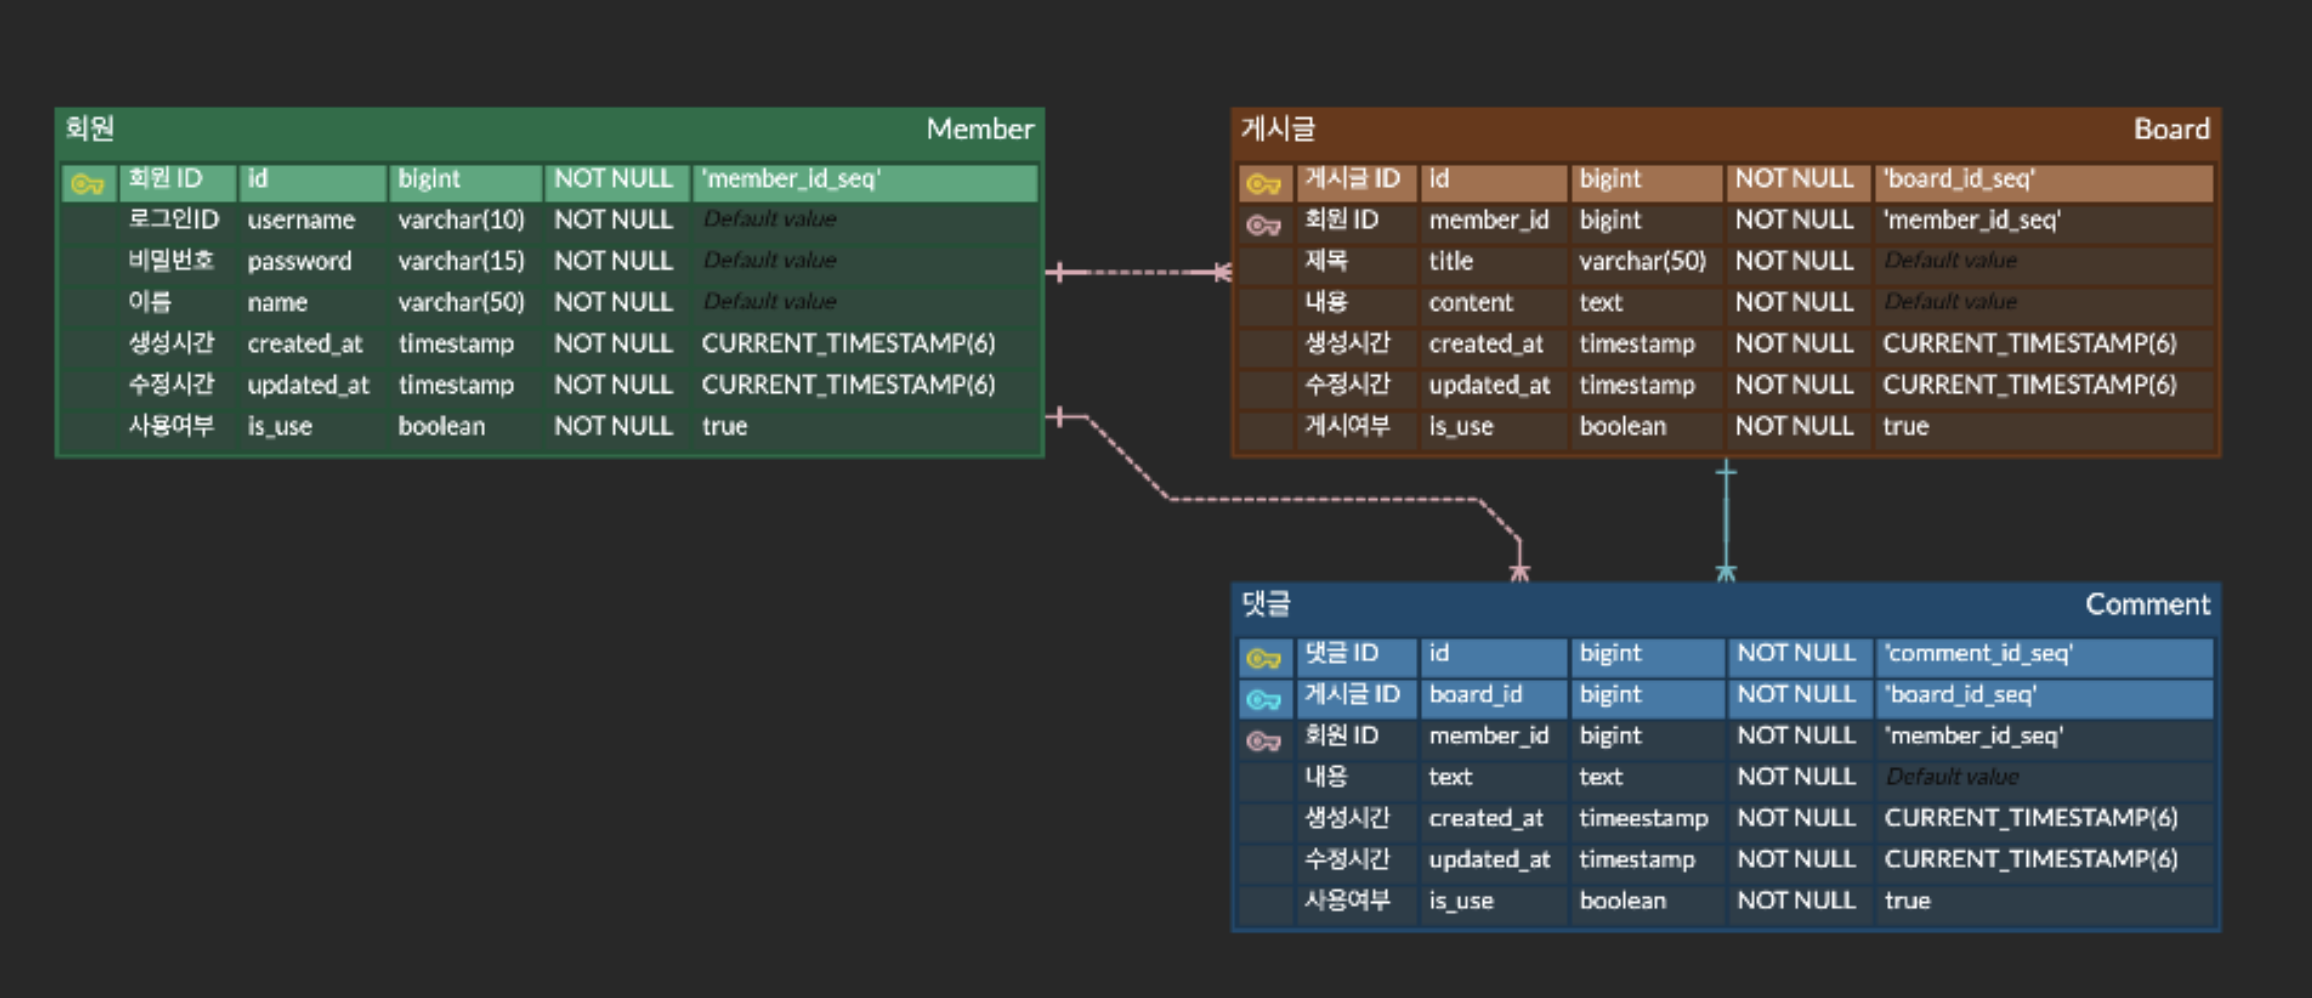 회원 Member
회원 ID id bigint NOT NULL 'member_id_seq'
로그인ID username varchar(10) NOT NULL Default value
비밀번호 password varchar(15) NOT NULL Default value
이름 name varchar(50) NOT NULL Default value
생성시간 created_at timestamp NOT NULL CURRENT_TIMESTAMP(6)
수정시간 updated_at timestamp NOT NULL CURRENT_TIMESTAMP(6)
사용여부 is_use boolean NOT NULL true
게시글 Board
게시글 ID id bigint NOT NULL 'board_id_seq'
회원 ID member_id bigint NOT NULL 'member_id_seq'
제목 title varchar(50) NOT NULL Default value
내용 content text NOT NULL Default value
생성시간 created_at timestamp NOT NULL CURRENT_TIMESTAMP(6)
수정시간 updated_at timestamp NOT NULL CURRENT_TIMESTAMP(6)
게시여부 is_use boolean NOT NULL true
댓글 Comment
댓글 ID id bigint NOT NULL 'comment_id_seq'
게시글 ID board_id bigint NOT NULL 'board_id_seq'
회원 ID member_id bigint NOT NULL 'member_id_seq'
내용 text text NOT NULL Default value
생성시간 created_at timeestamp NOT NULL CURRENT_TIMESTAMP(6)
수정시간 updated_at timestamp NOT NULL CURRENT_TIMESTAMP(6)
사용여부 is_use boolean NOT NULL true